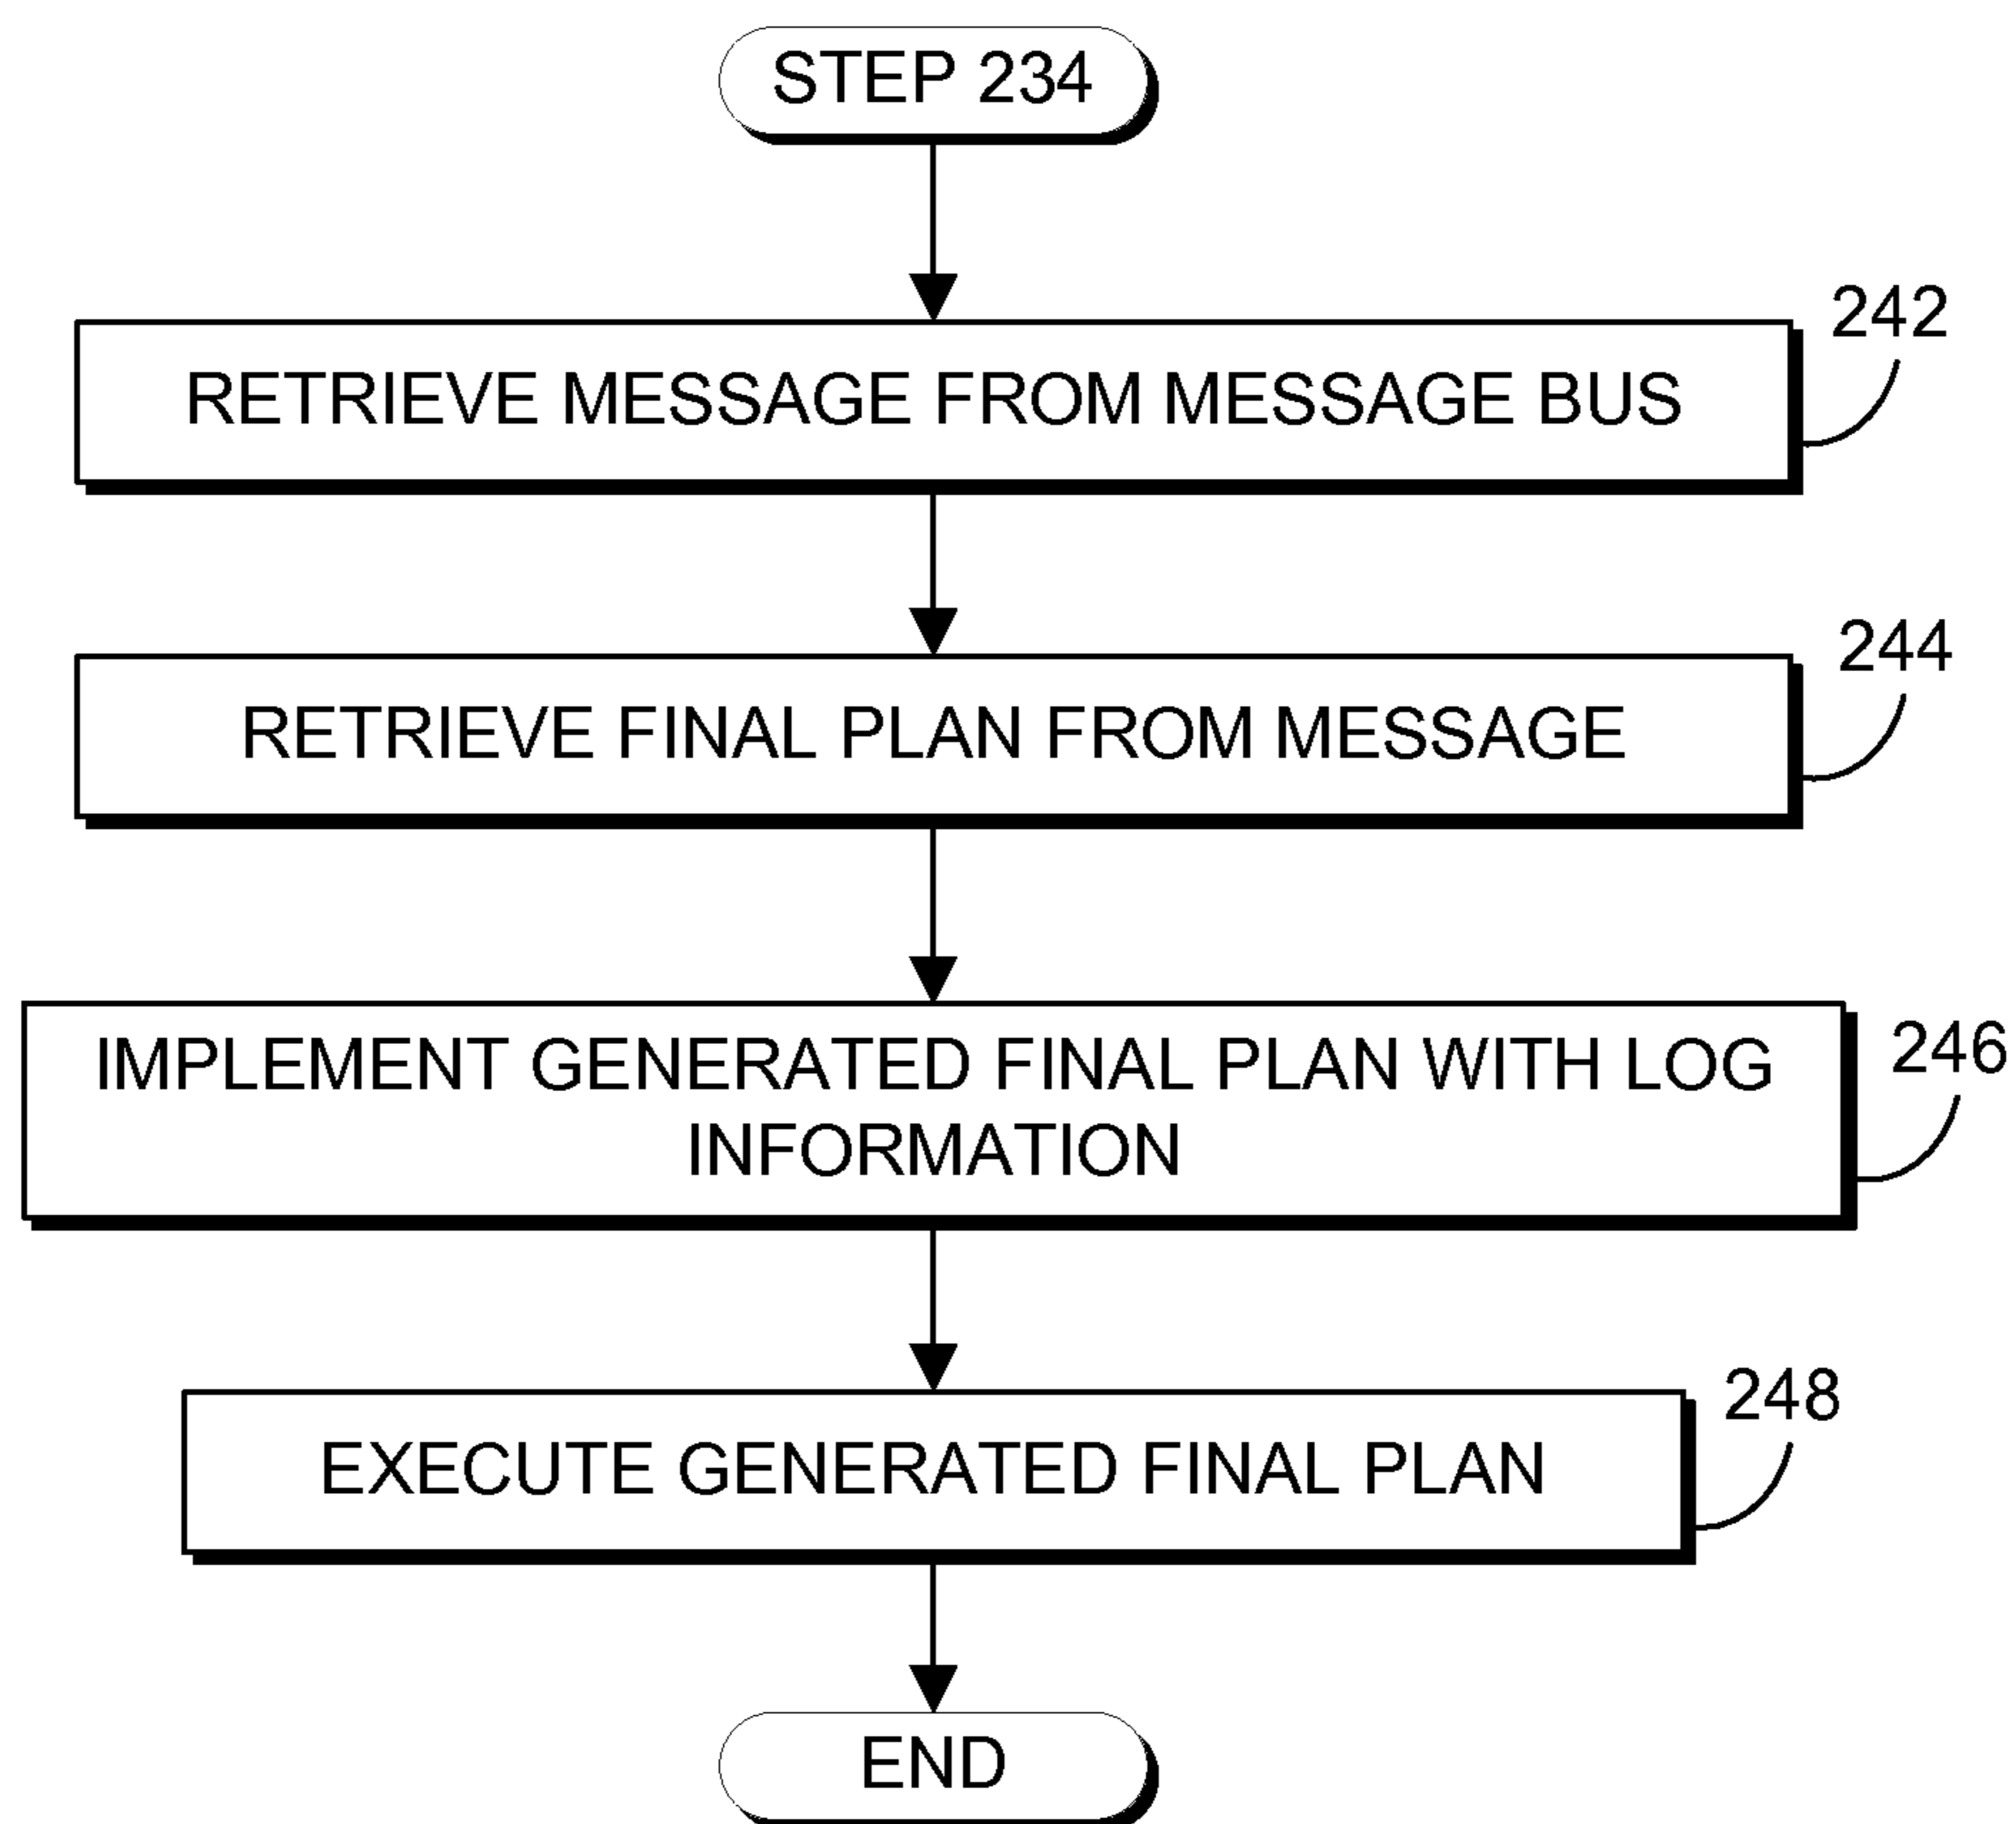 STEP 234
242
RETRIEVE MESSAGE FROM MESSAGE BUS
244
RETRIEVE FINAL PLAN FROM MESSAGE
246
IMPLEMENT GENERATED FINAL PLAN WITH LOG
INFORMATION
248
EXECUTE GENERATED FINAL PLAN
END